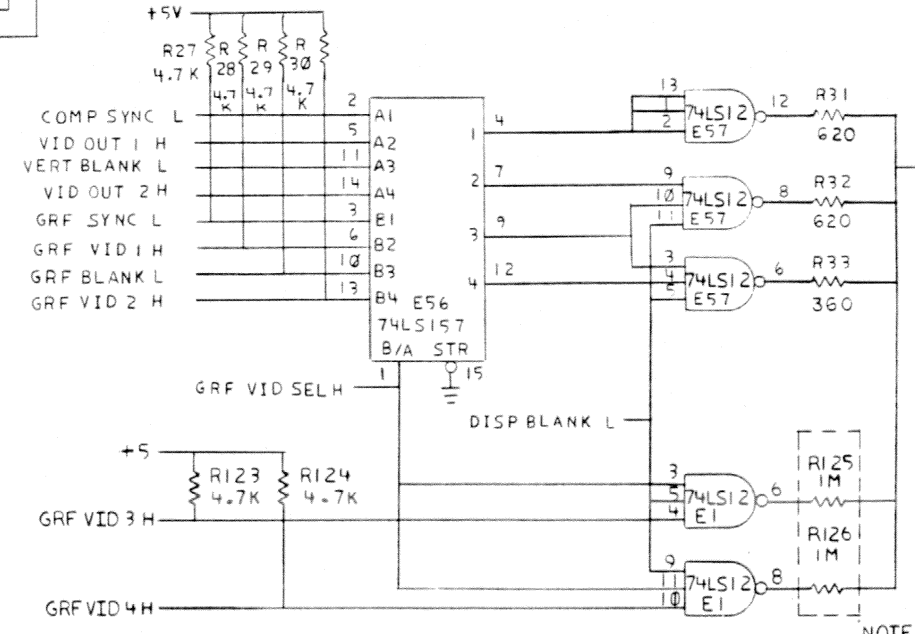 +5V
R27
4.7K
R
28
4.7
K
R
29
4.7
K
R
30
4.7
K
COMP SYNC L
VID OUT 1 H
VERT BLANK L
VID OUT 2H
GRF SYNC L
GRF VID 1H
GRF BLANK L
GRF VID 2 H
2
5
11
14
3
6
10
13
A1
A2
A3
A4
B1
B2
B3
B4
E56
74LS157
B/A STR
1
15
1
2
3
4
4
7
9
12
GRF VID SEL H
DISP BLANK L
13
1
2
74LS12
E57
12
R31
620
9
10
11
74LS12
E57
8
R32
620
3
4
5
74LS12
E57
6
R33
360
+5
R123
4.7K
R124
4.7K
GRF VID 3 H
GRF VID 4H
3
5
4
74LS12
E1
6
R125
1M
9
11
10
74LS12
E1
8
R126
1M
NOTE